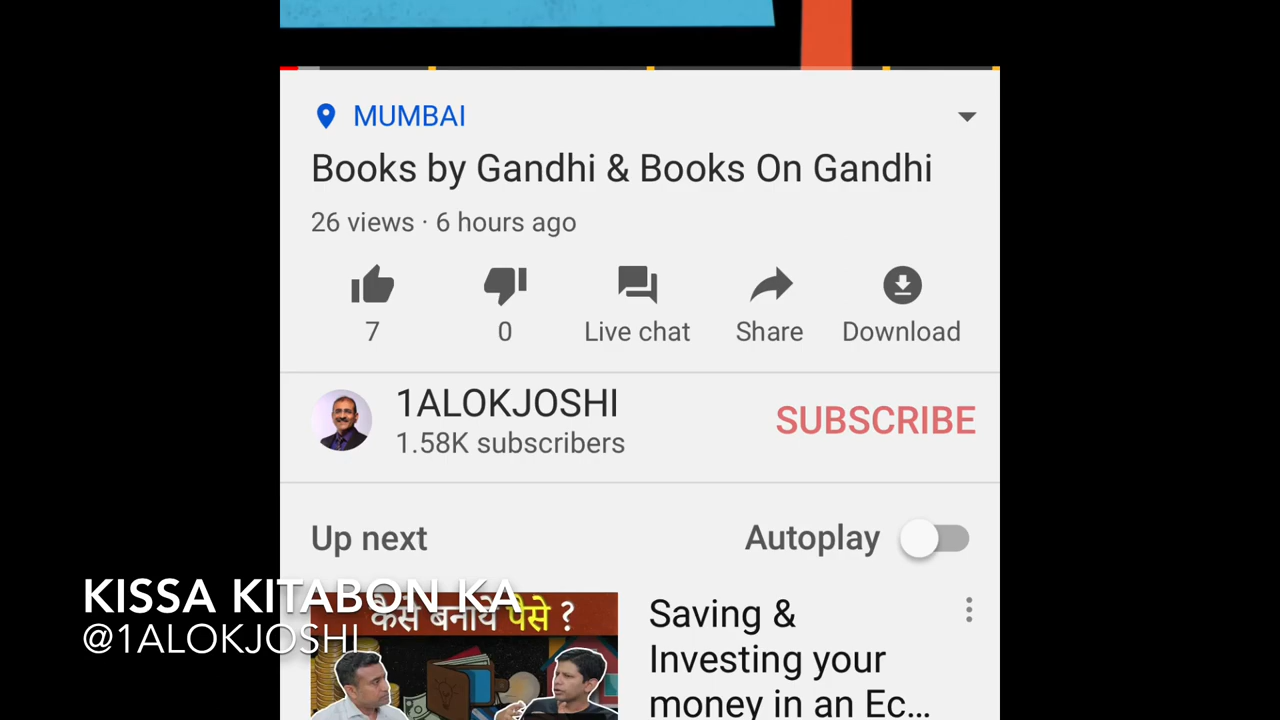 MUMBAI
Books by Gandhi & Books On Gandhi
26 views · 6 hours ago
7
0
Live chat
Share
Download
1ALOKJOSHI
1.58K subscribers
SUBSCRIBE
Up next
Autoplay
KISSA KITABON KA
@1ALOKJOSHI
कैसे बनायें पैसे ?
Saving &
Investing your
money in an Ec...